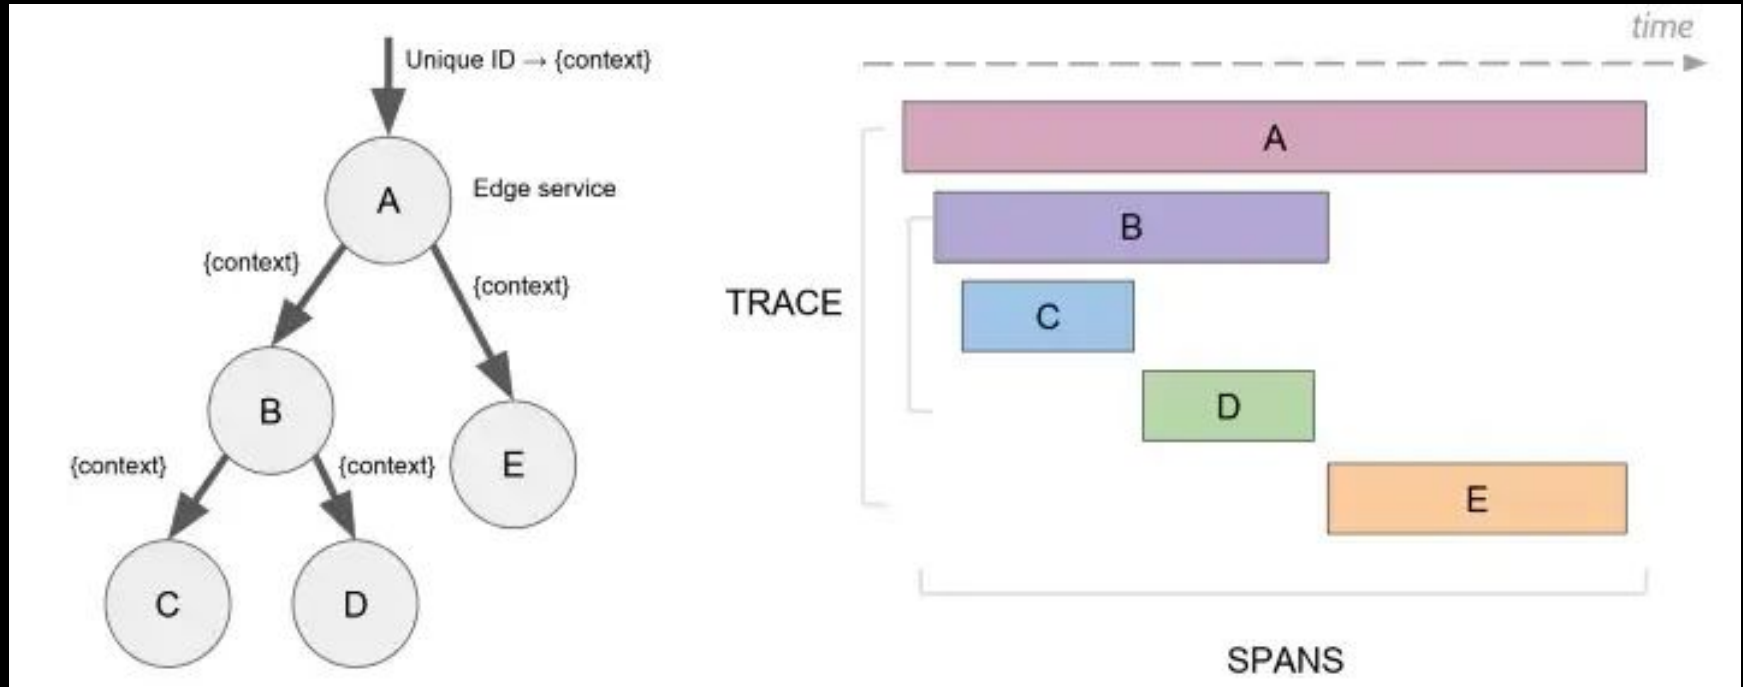 Unique ID → {context}
A
Edge service
{context}
{context}
B
E
{context}
{context}
C
D
time
A
B
TRACE
C
D
E
SPANS